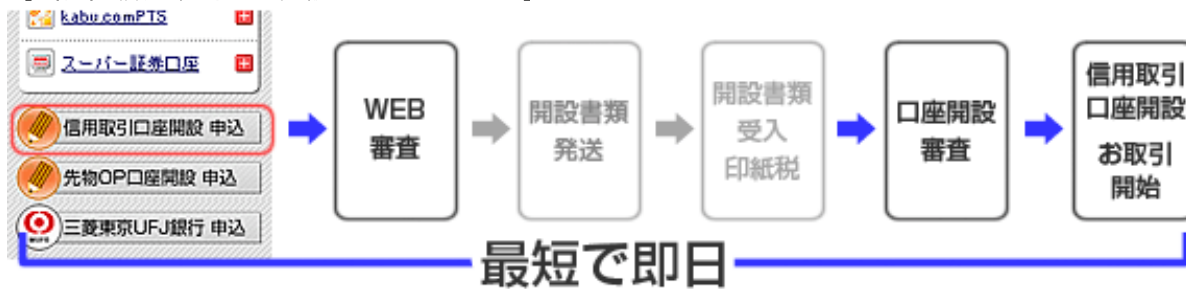 kabu.comPTS
スーパー証券口座
信用取引口座開設 申込
先物OP口座開設 申込
三菱東京UFJ銀行 申込
WEB
審査
開設書類
発送
開設書類
受入
印紙税
口座開設
審査
信用取引
口座開設
お取引
開始
最短で即日